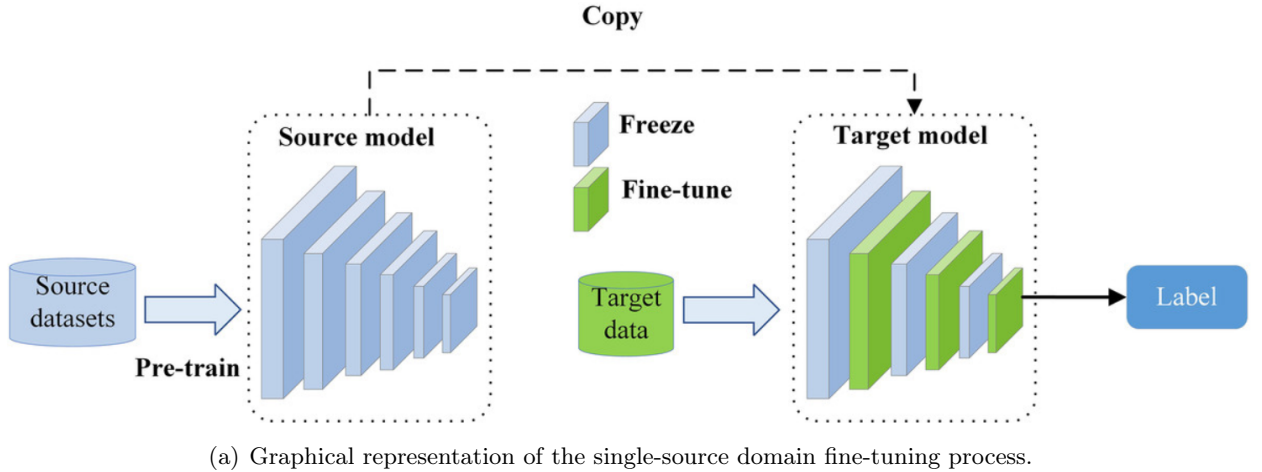 Copy
Source model
Freeze
Fine-tune
Target model
Source
datasets
Pre-train
Target
data
Label
(a) Graphical representation of the single-source domain fine-tuning process.